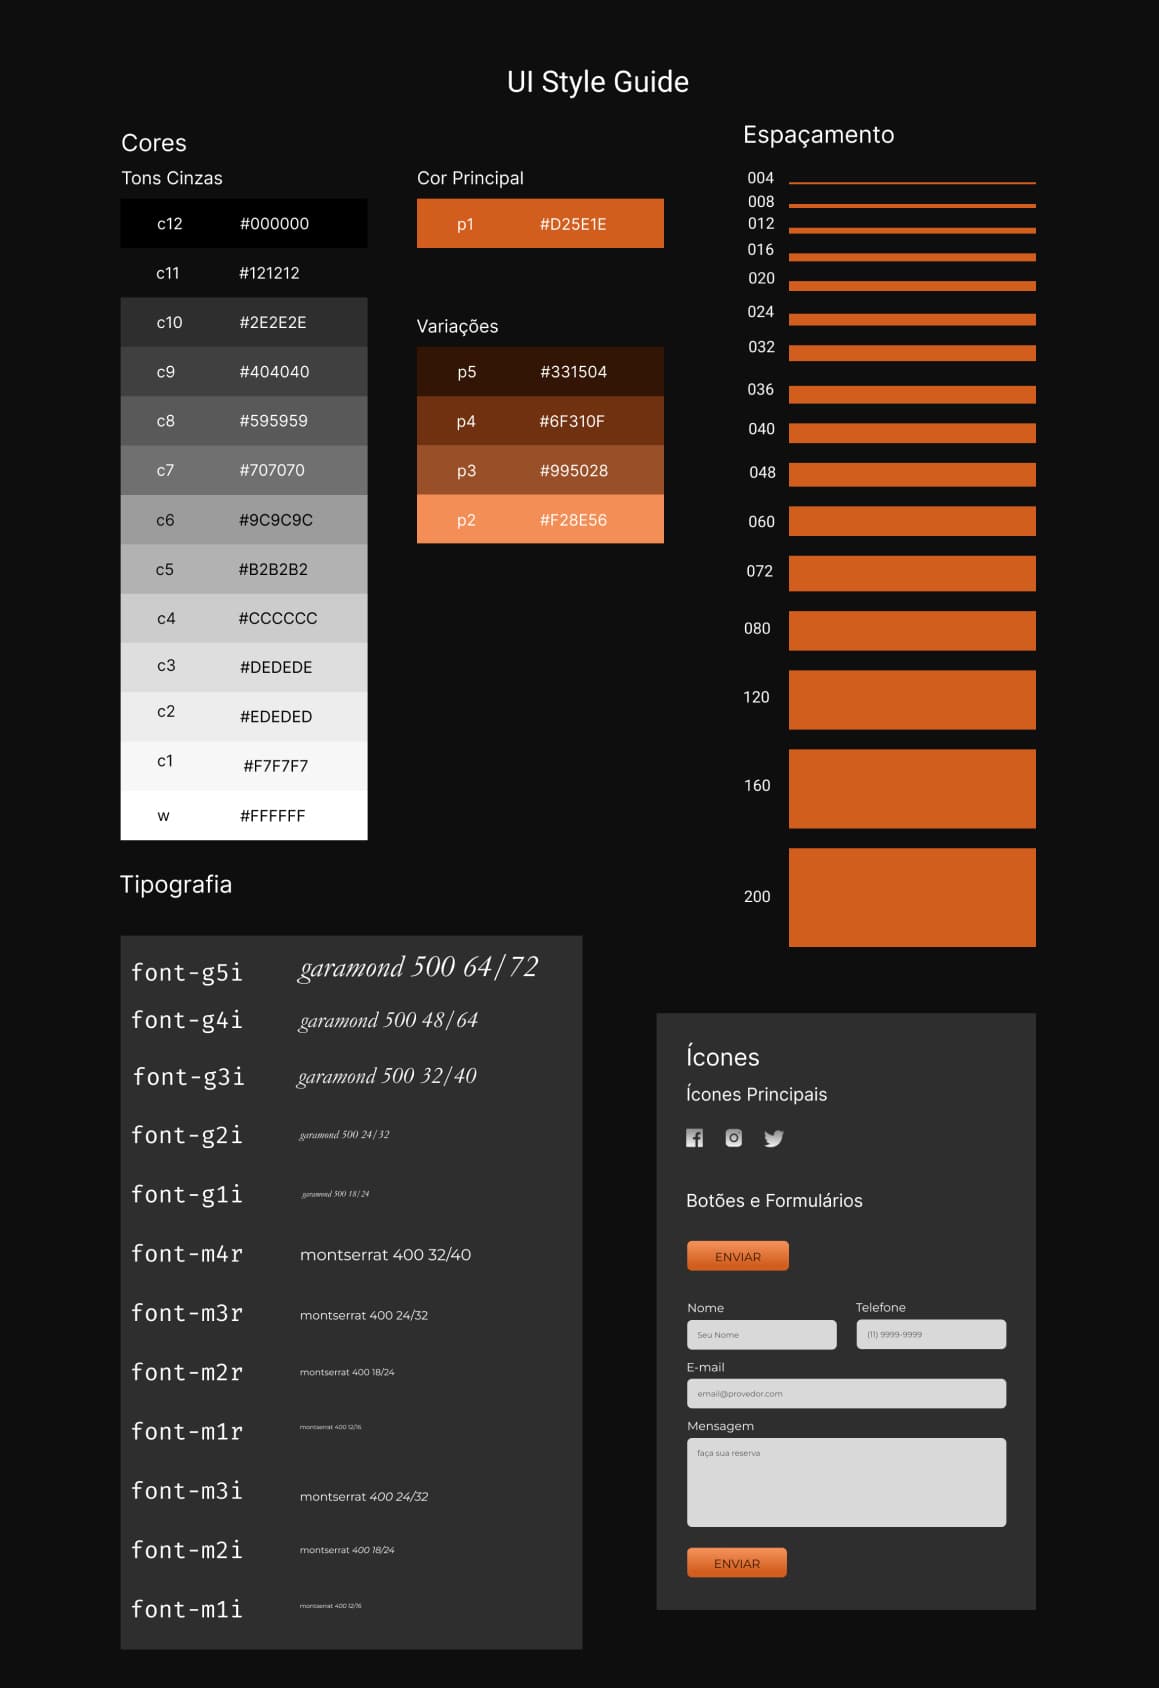 UI Style Guide
Cores
Tons Cinzas
c12 #000000
c11 #121212
c10 #2E2E2E
c9 #404040
c8 #595959
c7 #707070
c6 #9C9C9C
c5 #B2B2B2
c4 #CCCCCC
c3 #DEDEDE
c2 #EDEDED
c1 #F7F7F7
w #FFFFFF
Cor Principal
p1 #D25E1E
Variações
p5 #331504
p4 #6F310F
p3 #995028
p2 #F28E56
Espaçamento
004
008
012
016
020
024
032
036
040
048
060
072
080
120
160
200
Tipografia
font-g5i garamond 500 64/72
font-g4i garamond 500 48/64
font-g3i garamond 500 32/40
font-g2i garamond 500 24/32
font-g1i garamond 500 18/24
font-m4r montserrat 400 32/40
font-m3r montserrat 400 24/32
font-m2r montserrat 400 18/24
font-m1r montserrat 400 12/16
font-m3i montserrat 400 24/32
font-m2i montserrat 400 18/24
font-m1i montserrat 400 12/16
Ícones
Ícones Principais
Botões e Formulários
ENVIAR
Nome Telefone
Seu Nome (11) 9999-9999
E-mail
email@provedor.com
Mensagem
faça sua reserva
ENVIAR